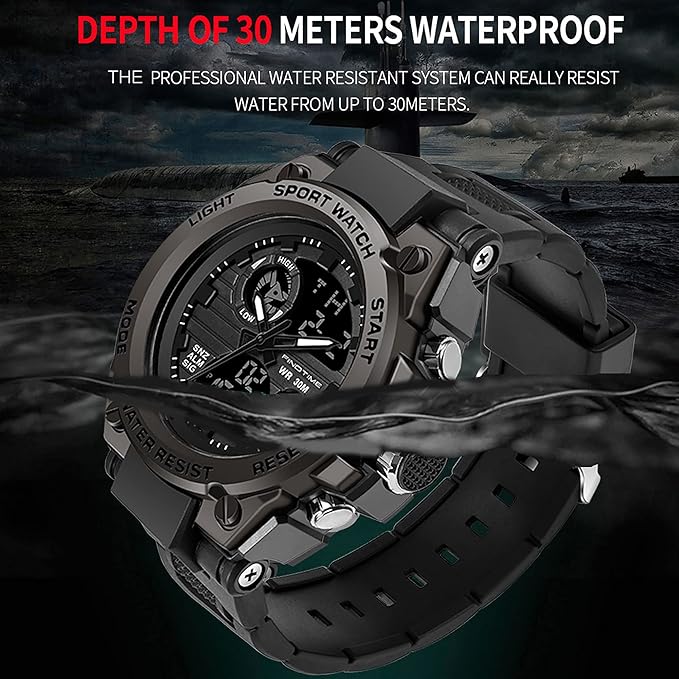 DEPTH OF 30 METERS WATERPROOF
THE PROFESSIONAL WATER RESISTANT SYSTEM CAN REALLY RESIST
WATER FROM UP TO 30METERS.
LIGHT
SPORT WATCH
START
MODE
HIGH
LOW
SNZ
ALM
SIG
FINDTIME
WR 30M
WATER RESIST
RESE